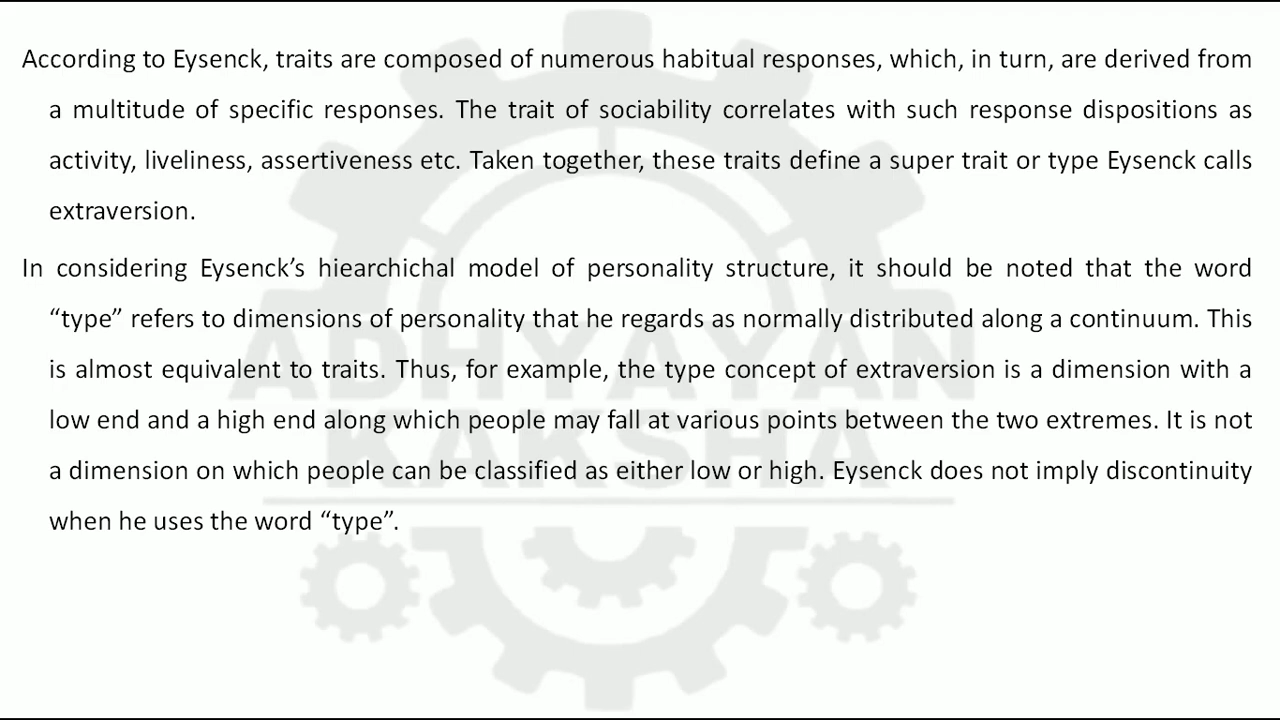 According to Eysenck, traits are composed of numerous habitual responses, which, in turn, are derived from
a multitude of specific responses. The trait of sociability correlates with such response dispositions as
activity, liveliness, assertiveness etc. Taken together, these traits define a super trait or type Eysenck calls
extraversion.
In considering Eysenck’s hiearchichal model of personality structure, it should be noted that the word
“type” refers to dimensions of personality that he regards as normally distributed along a continuum. This
is almost equivalent to traits. Thus, for example, the type concept of extraversion is a dimension with a
low end and a high end along which people may fall at various points between the two extremes. It is not
a dimension on which people can be classified as either low or high. Eysenck does not imply discontinuity
when he uses the word “type”.
ADHYAYAN
KAKSHA